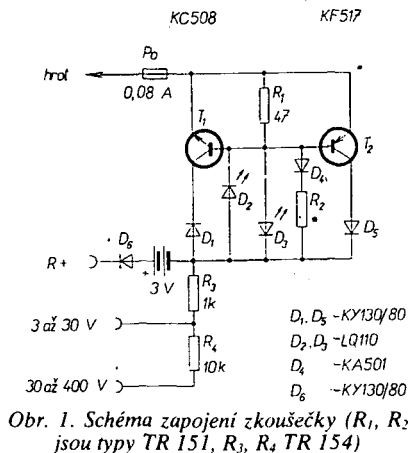 KC508 KF517
Po
hrot
0,08 A
R1
47
T1
T2
D4
D2
R2
D3
D1
D5
D6
R+
+
3 V
R3
1k
3 až 30 V
R4
10k
30 až 400 V
D1, D5 -KY130/80
D2, D3 -LQ110
D4 -KA501
D6 -KY130/80
Obr. 1. Schéma zapojení zkoušečky (R1, R2
jsou typy TR 151, R3, R4 TR 154)